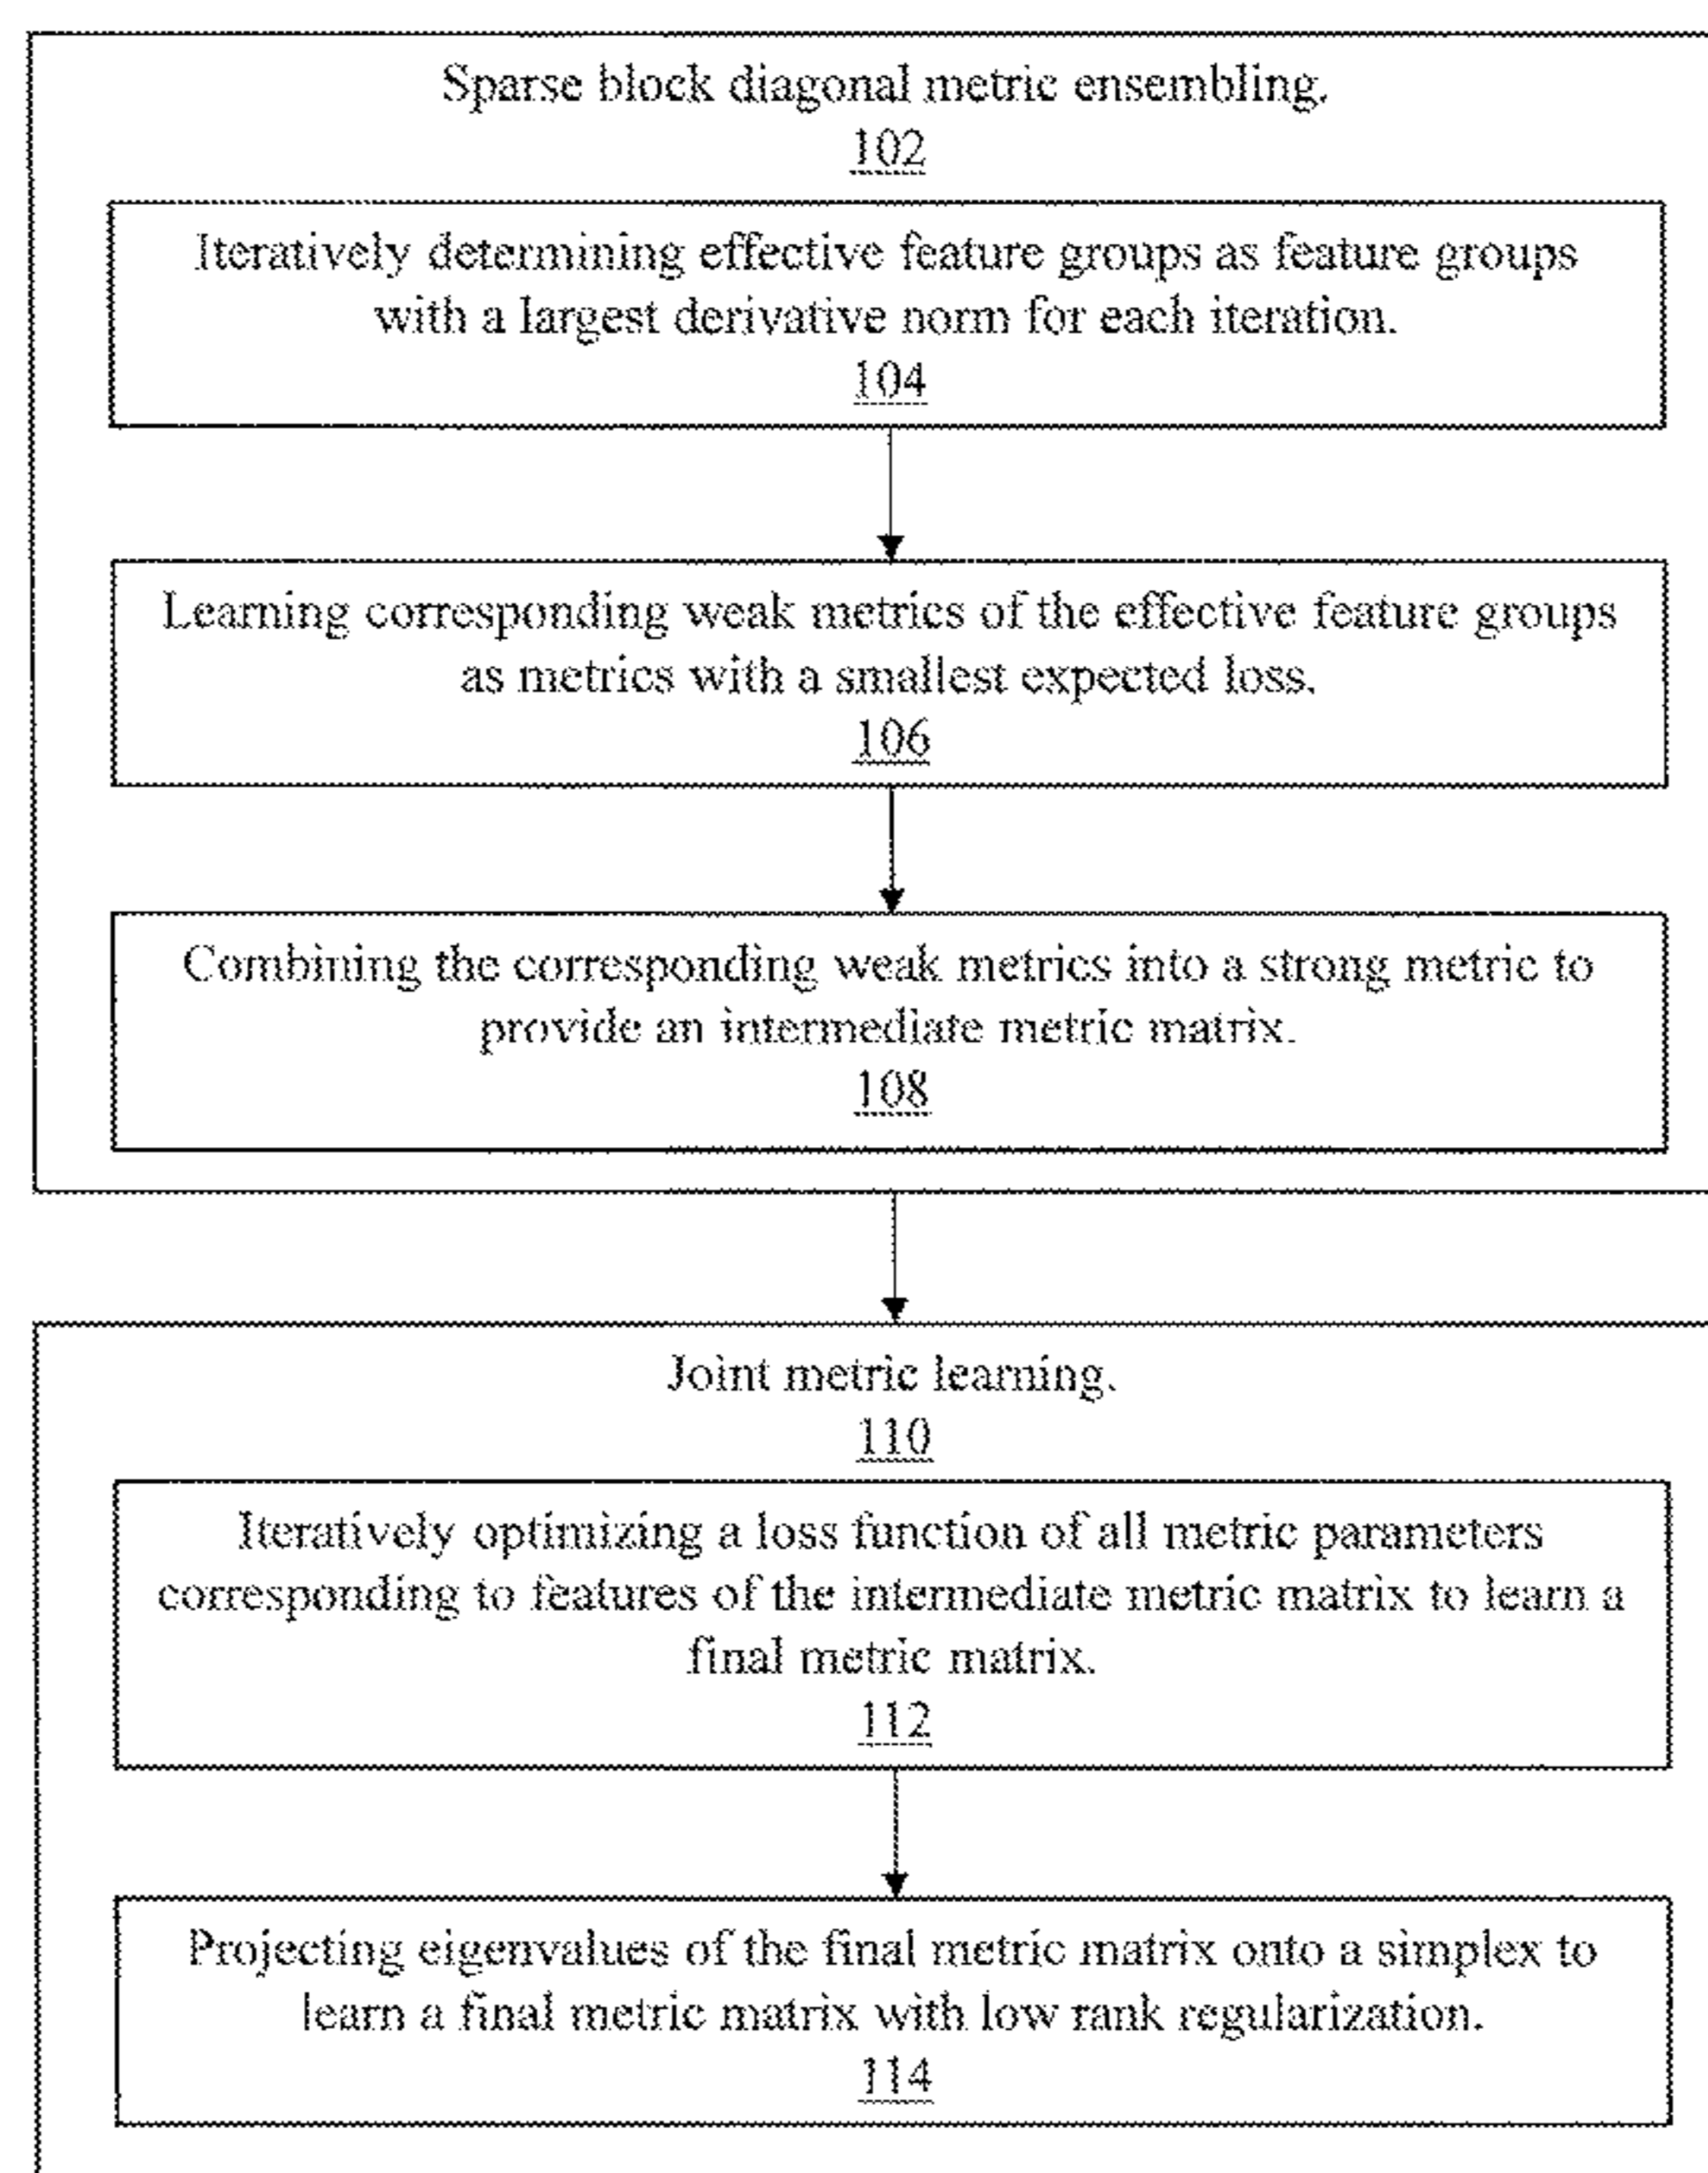 Sparse block diagonal metric ensembling.
102
Iteratively determining effective feature groups as feature groups
with a largest derivative norm for each iteration.
104
Learning corresponding weak metrics of the effective feature groups
as metrics with a smallest expected loss.
106
Combining the corresponding weak metrics into a strong metric to
provide an intermediate metric matrix.
108
Joint metric learning.
110
Iteratively optimizing a loss function of all metric parameters
corresponding to features of the intermediate metric matrix to learn a
final metric matrix.
112
Projecting eigenvalues of the final metric matrix onto a simplex to
learn a final metric matrix with low rank regularization.
114